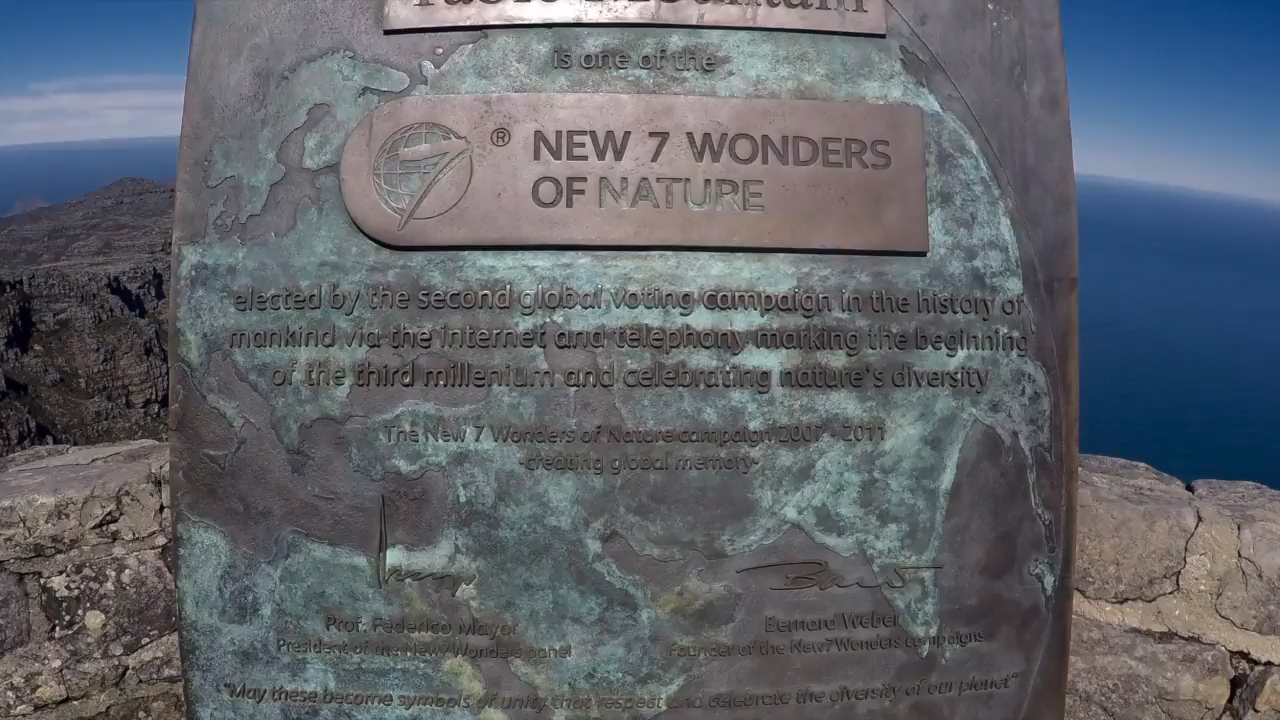 Table Mountain
is one of the
® NEW 7 WONDERS
OF NATURE
elected by the second global voting campaign in the history of
mankind via the internet and telephony marking the beginning
of the third millenium and celebrating nature's diversity
The New 7 Wonders of Nature campaign 2007 - 2011
-creating global memory-
Prof. Federico Mayor
Bernard Weber
President of the New7Wonders panel
Founder of the New7Wonders campaigns
"May these become symbols of unity that respect and celebrate the diversity of our planet"